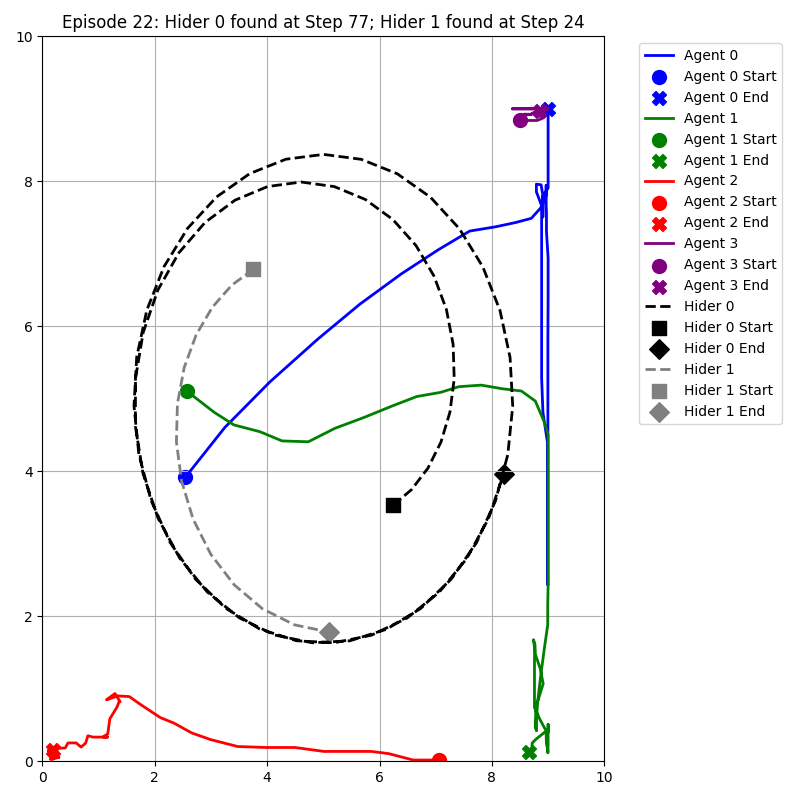 Episode 22: Hider 0 found at Step 77; Hider 1 found at Step 24
10
8
6
4
2
0
0 2 4 6 8 10
Agent 0
Agent 0 Start
Agent 0 End
Agent 1
Agent 1 Start
Agent 1 End
Agent 2
Agent 2 Start
Agent 2 End
Agent 3
Agent 3 Start
Agent 3 End
Hider 0
Hider 0 Start
Hider 0 End
Hider 1
Hider 1 Start
Hider 1 End